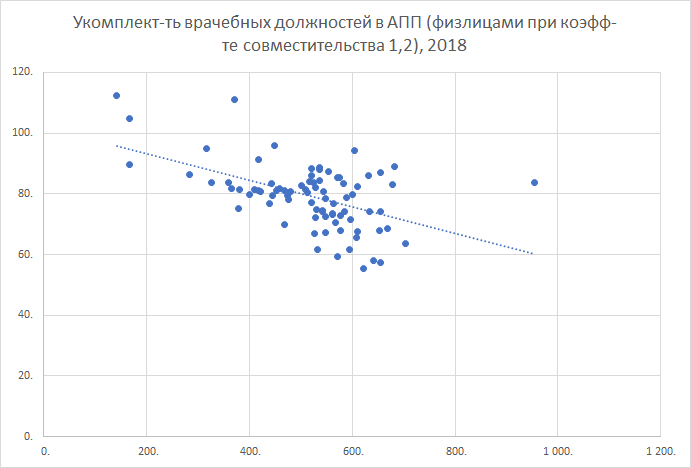 Укомплект-ть врачебных должностей в АПП (физлицами при коэфф-
те совместительства 1,2), 2018
120.
100.
80.
60.
40.
20.
0.
0. 200. 400. 600. 800. 1 000. 1 200.